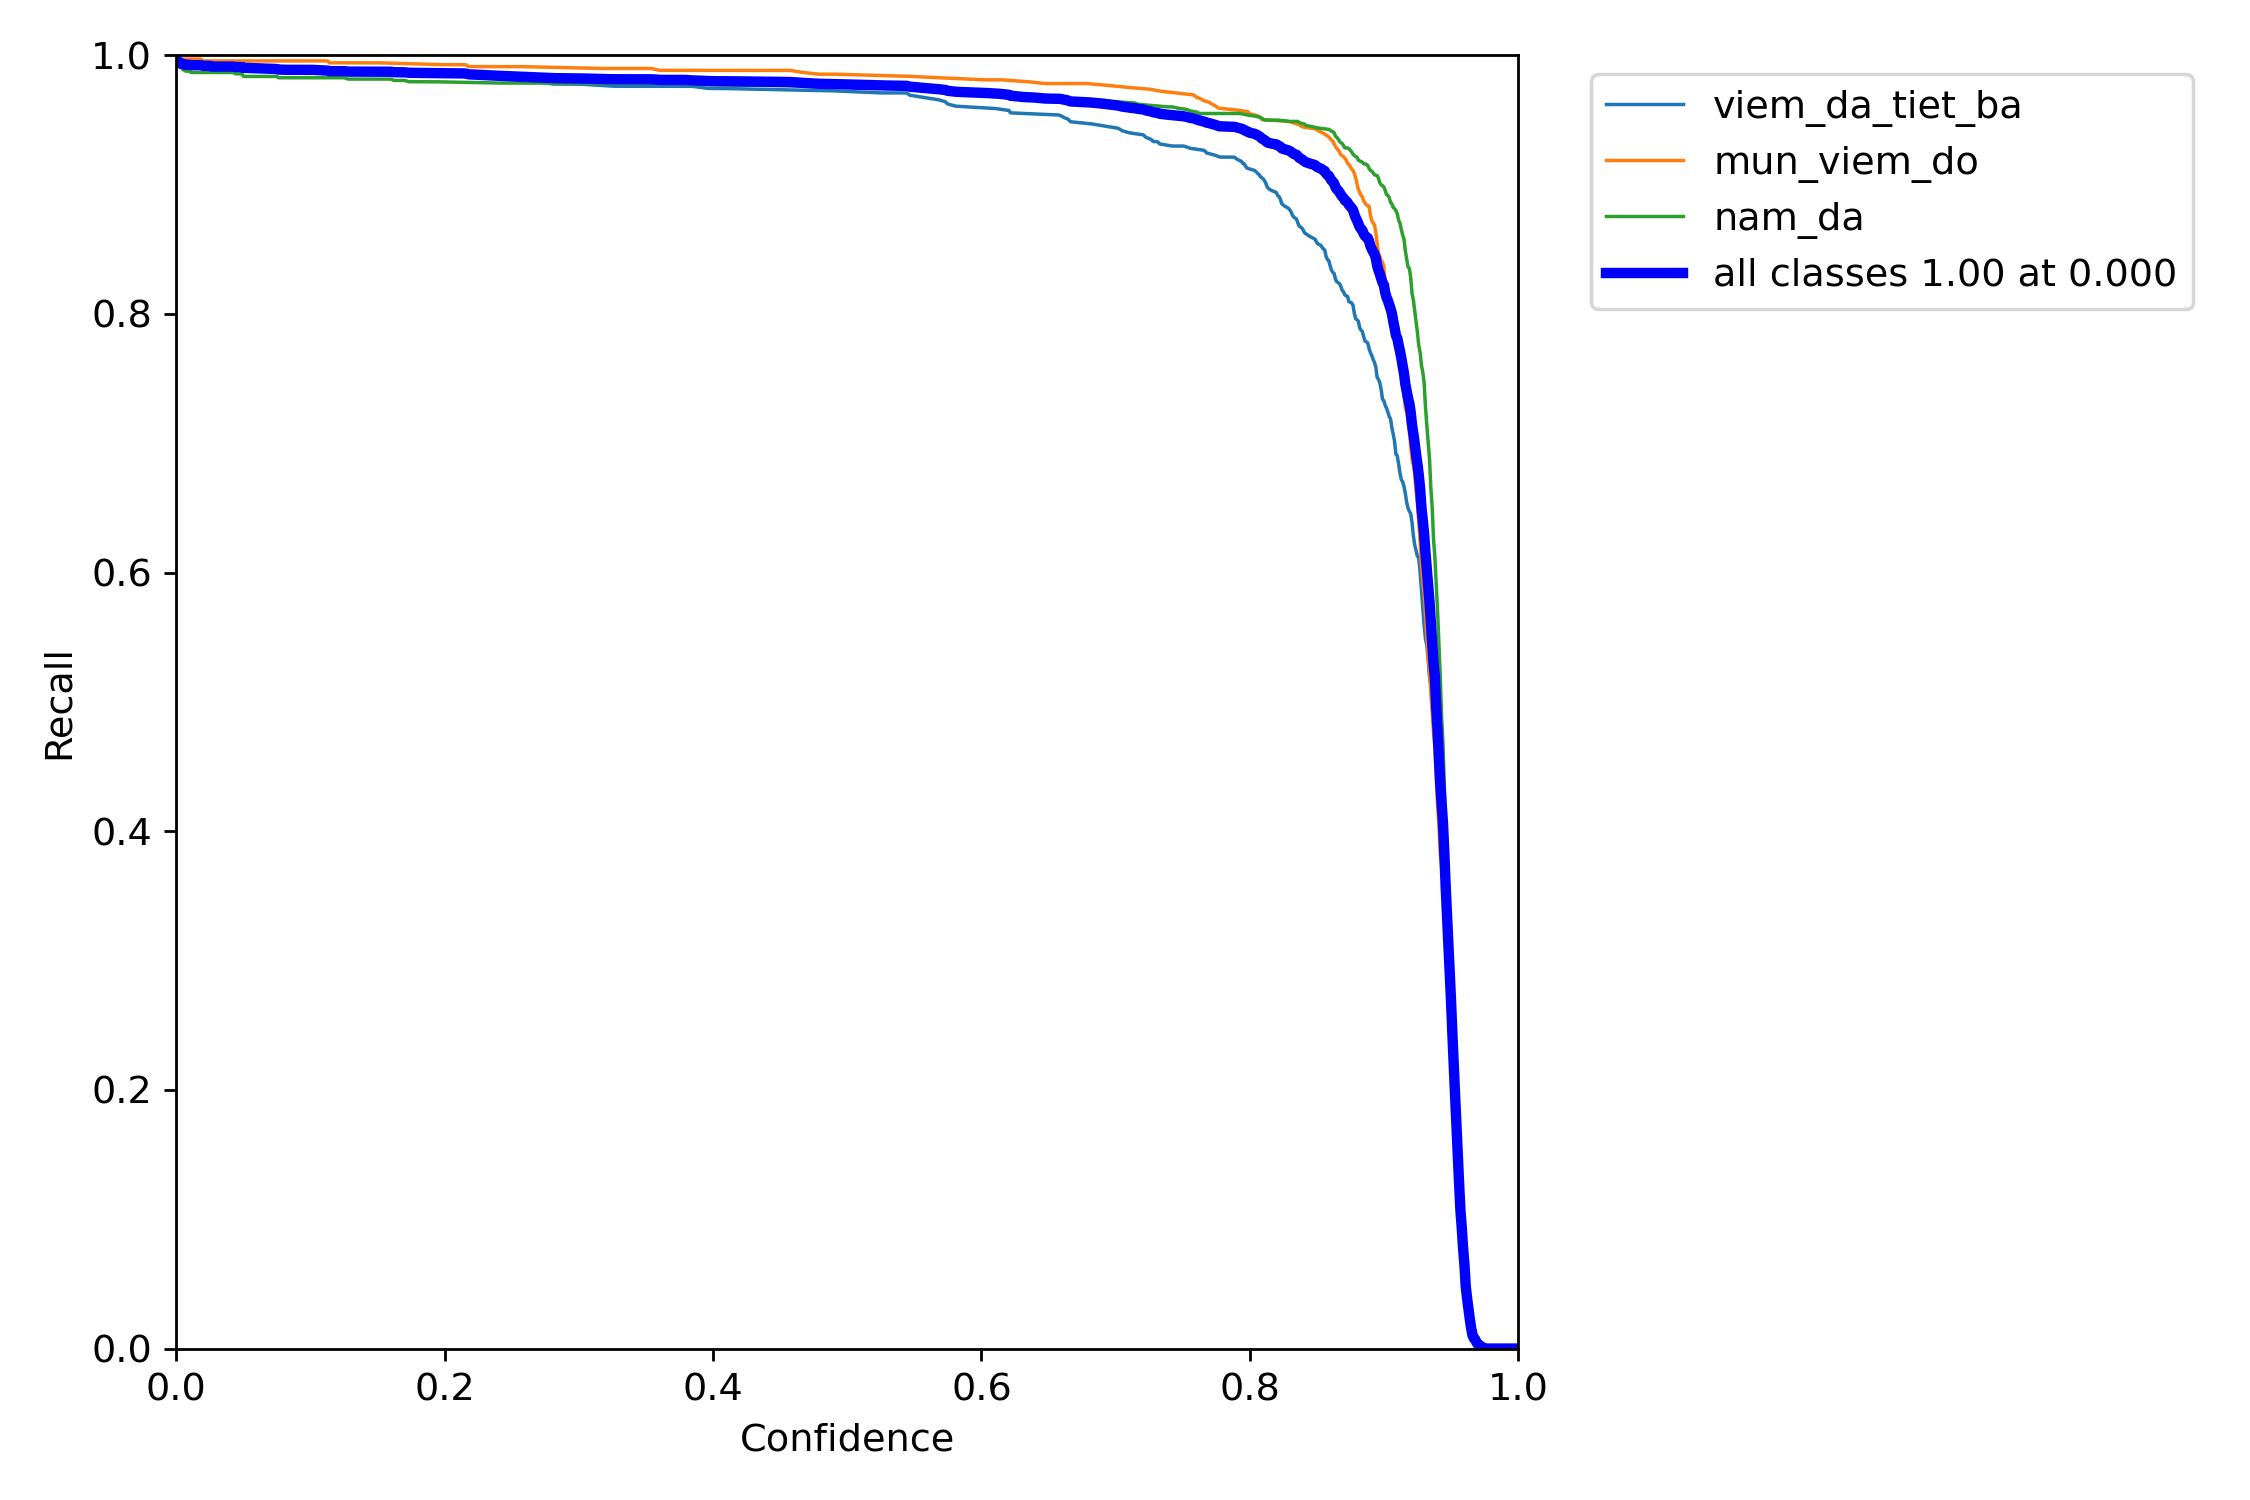 1.0
0.8
0.6
0.4
0.2
0.0
Recall
0.0 0.2 0.4 0.6 0.8 1.0
Confidence
viem_da_tiet_ba
mun_viem_do
nam_da
all classes 1.00 at 0.000